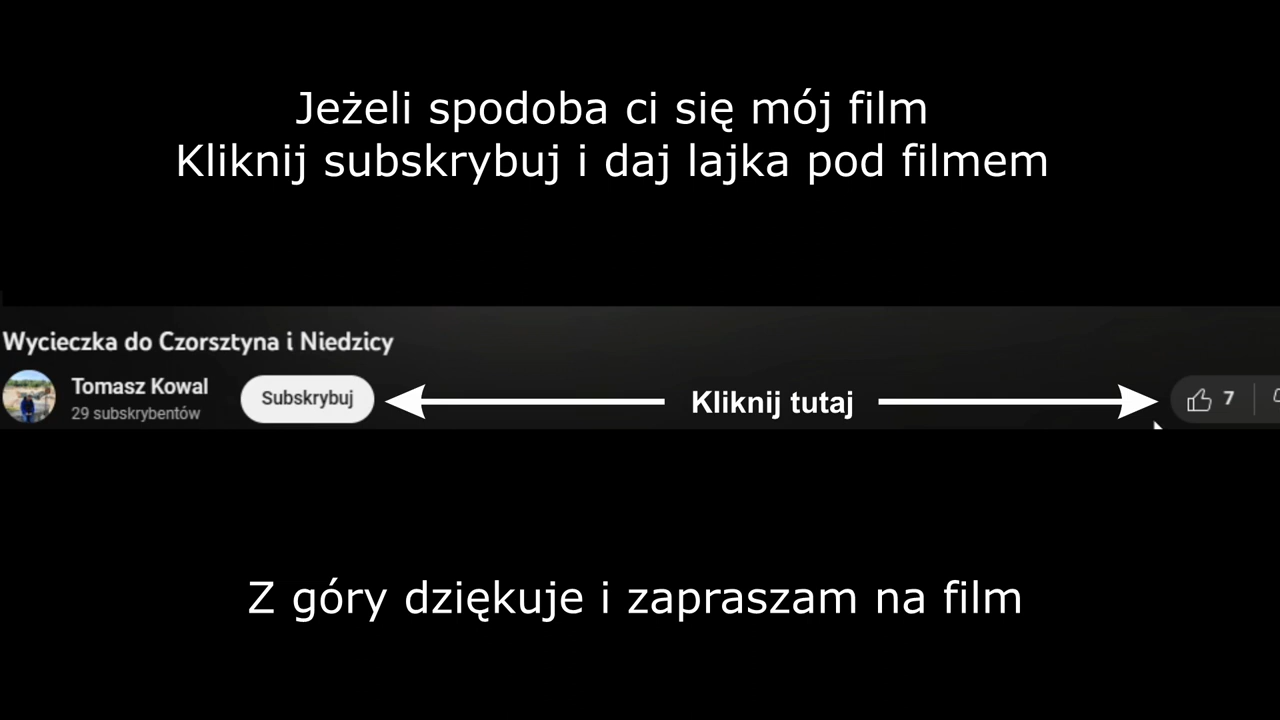 Jeżeli spodoba ci się mój film
Kliknij subskrybuj i daj lajka pod filmem
Wycieczka do Czorsztyna i Niedzicy
Tomasz Kowal
29 subskrybentów
Subskrybuj
Kliknij tutaj
7
Z góry dziękuje i zapraszam na film